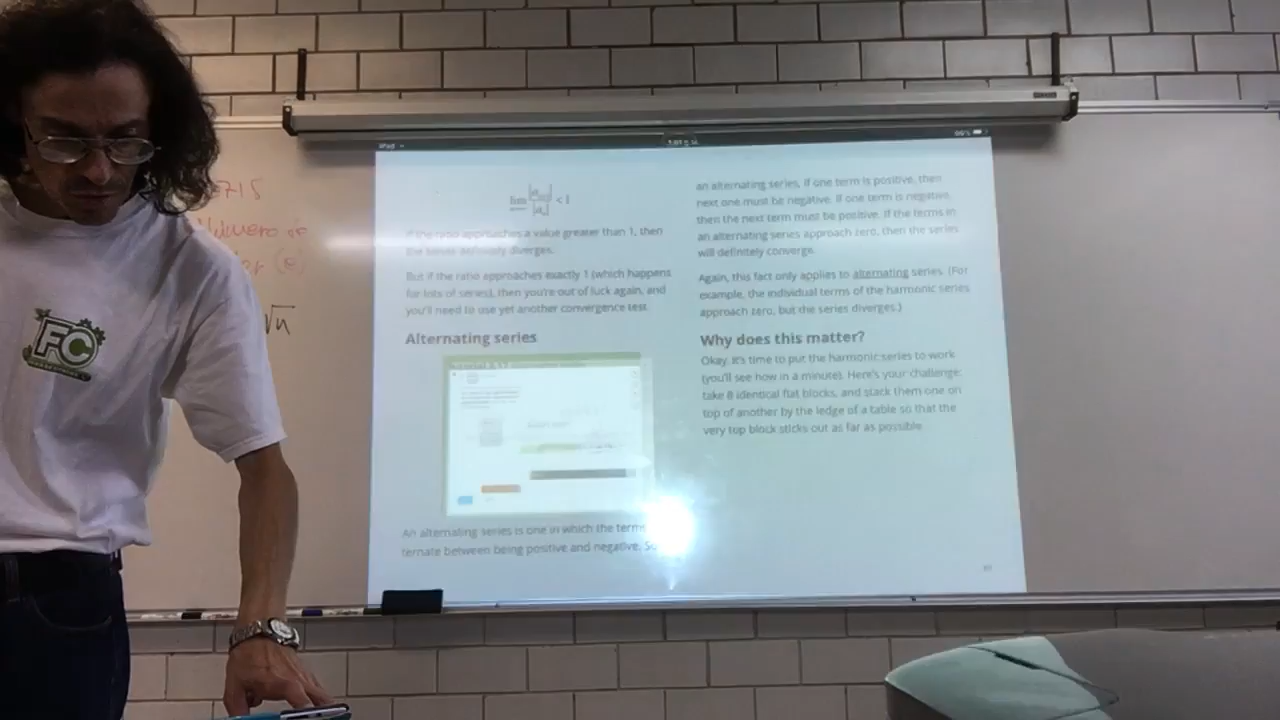 iPad
99%
lim |aₙ₊₁| / |aₙ| < 1
If the ratio approaches a value greater than 1, then
the series definitely diverges.
But if the ratio approaches exactly 1 (which happens
for lots of series), then you're out of luck again, and
you'll need to use yet another convergence test.
Alternating series
An alternating series is one in which the terms
ternate between being positive and negative. So
an alternating series, if one term is positive, then
next one must be negative. If one term is negative,
then the next term must be positive. If the terms in
an alternating series approach zero, then the series
will definitely converge.
Again, this fact only applies to alternating series. (For
example, the individual terms of the harmonic series
approach zero, but the series diverges.)
Why does this matter?
Okay, it's time to put the harmonic series to work
(you'll see how in a minute). Here's your challenge:
take 8 identical flat blocks, and stack them one on
top of another by the ledge of a table so that the
very top block sticks out as far as possible.
715
Número
(e)
√n
FC